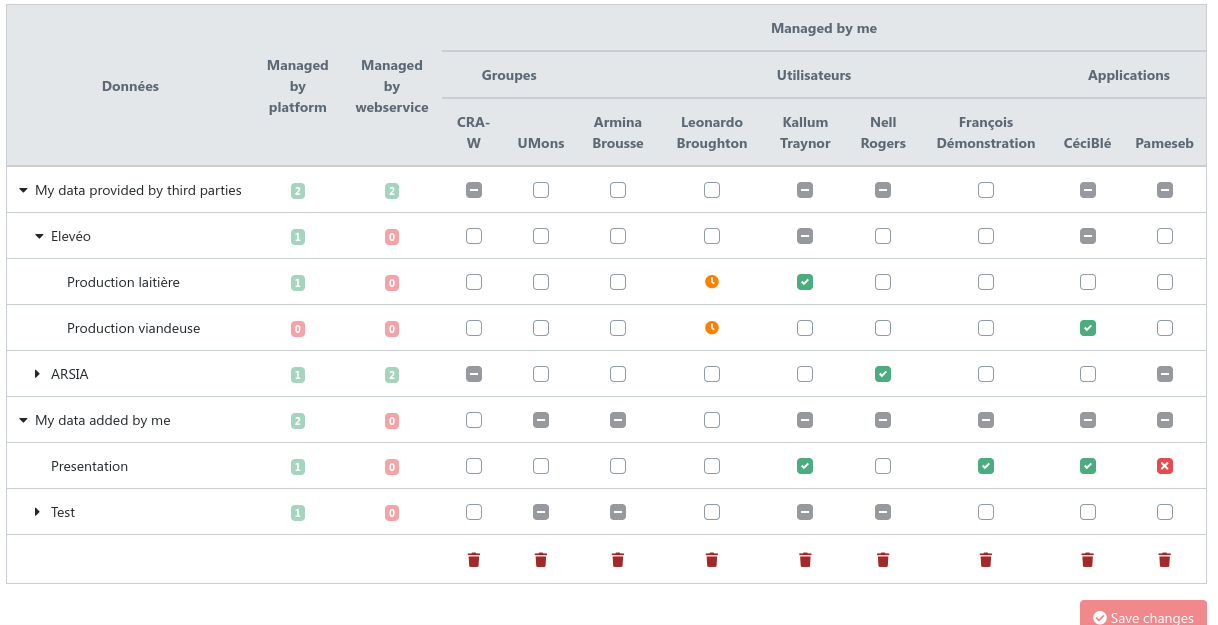 Managed by me
Données
Managed
by
platform
Managed
by
webservice
Groupes
Utilisateurs
Applications
CRA-
W
UMons
Armina
Brousse
Leonardo
Broughton
Kallum
Traynor
Nell
Rogers
François
Démonstration
CéciBlé
Pameseb
My data provided by third parties 2 2
Elevéo 1 0
Production laitière 1 0
Production viandeuse 0 0
ARSIA 1 2
My data added by me 2 0
Presentation 1 0
Test 1 0
Save changes